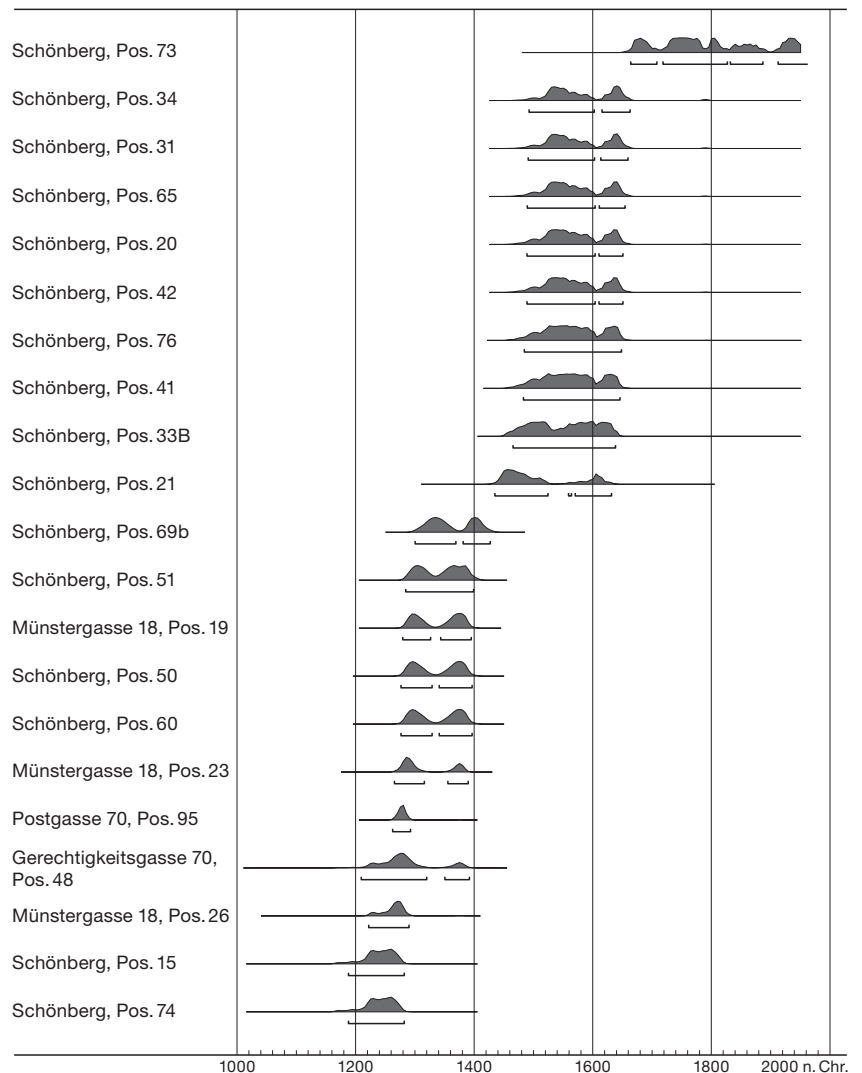 Schönberg, Pos. 73
Schönberg, Pos. 34
Schönberg, Pos. 31
Schönberg, Pos. 65
Schönberg, Pos. 20
Schönberg, Pos. 42
Schönberg, Pos. 76
Schönberg, Pos. 41
Schönberg, Pos. 33B
Schönberg, Pos. 21
Schönberg, Pos. 69b
Schönberg, Pos. 51
Münstergasse 18, Pos. 19
Schönberg, Pos. 50
Schönberg, Pos. 60
Münstergasse 18, Pos. 23
Postgasse 70, Pos. 95
Gerechtigkeitsgasse 70,
Pos. 48
Münstergasse 18, Pos. 26
Schönberg, Pos. 15
Schönberg, Pos. 74
1000 1200 1400 1600 1800 2000 n. Chr.